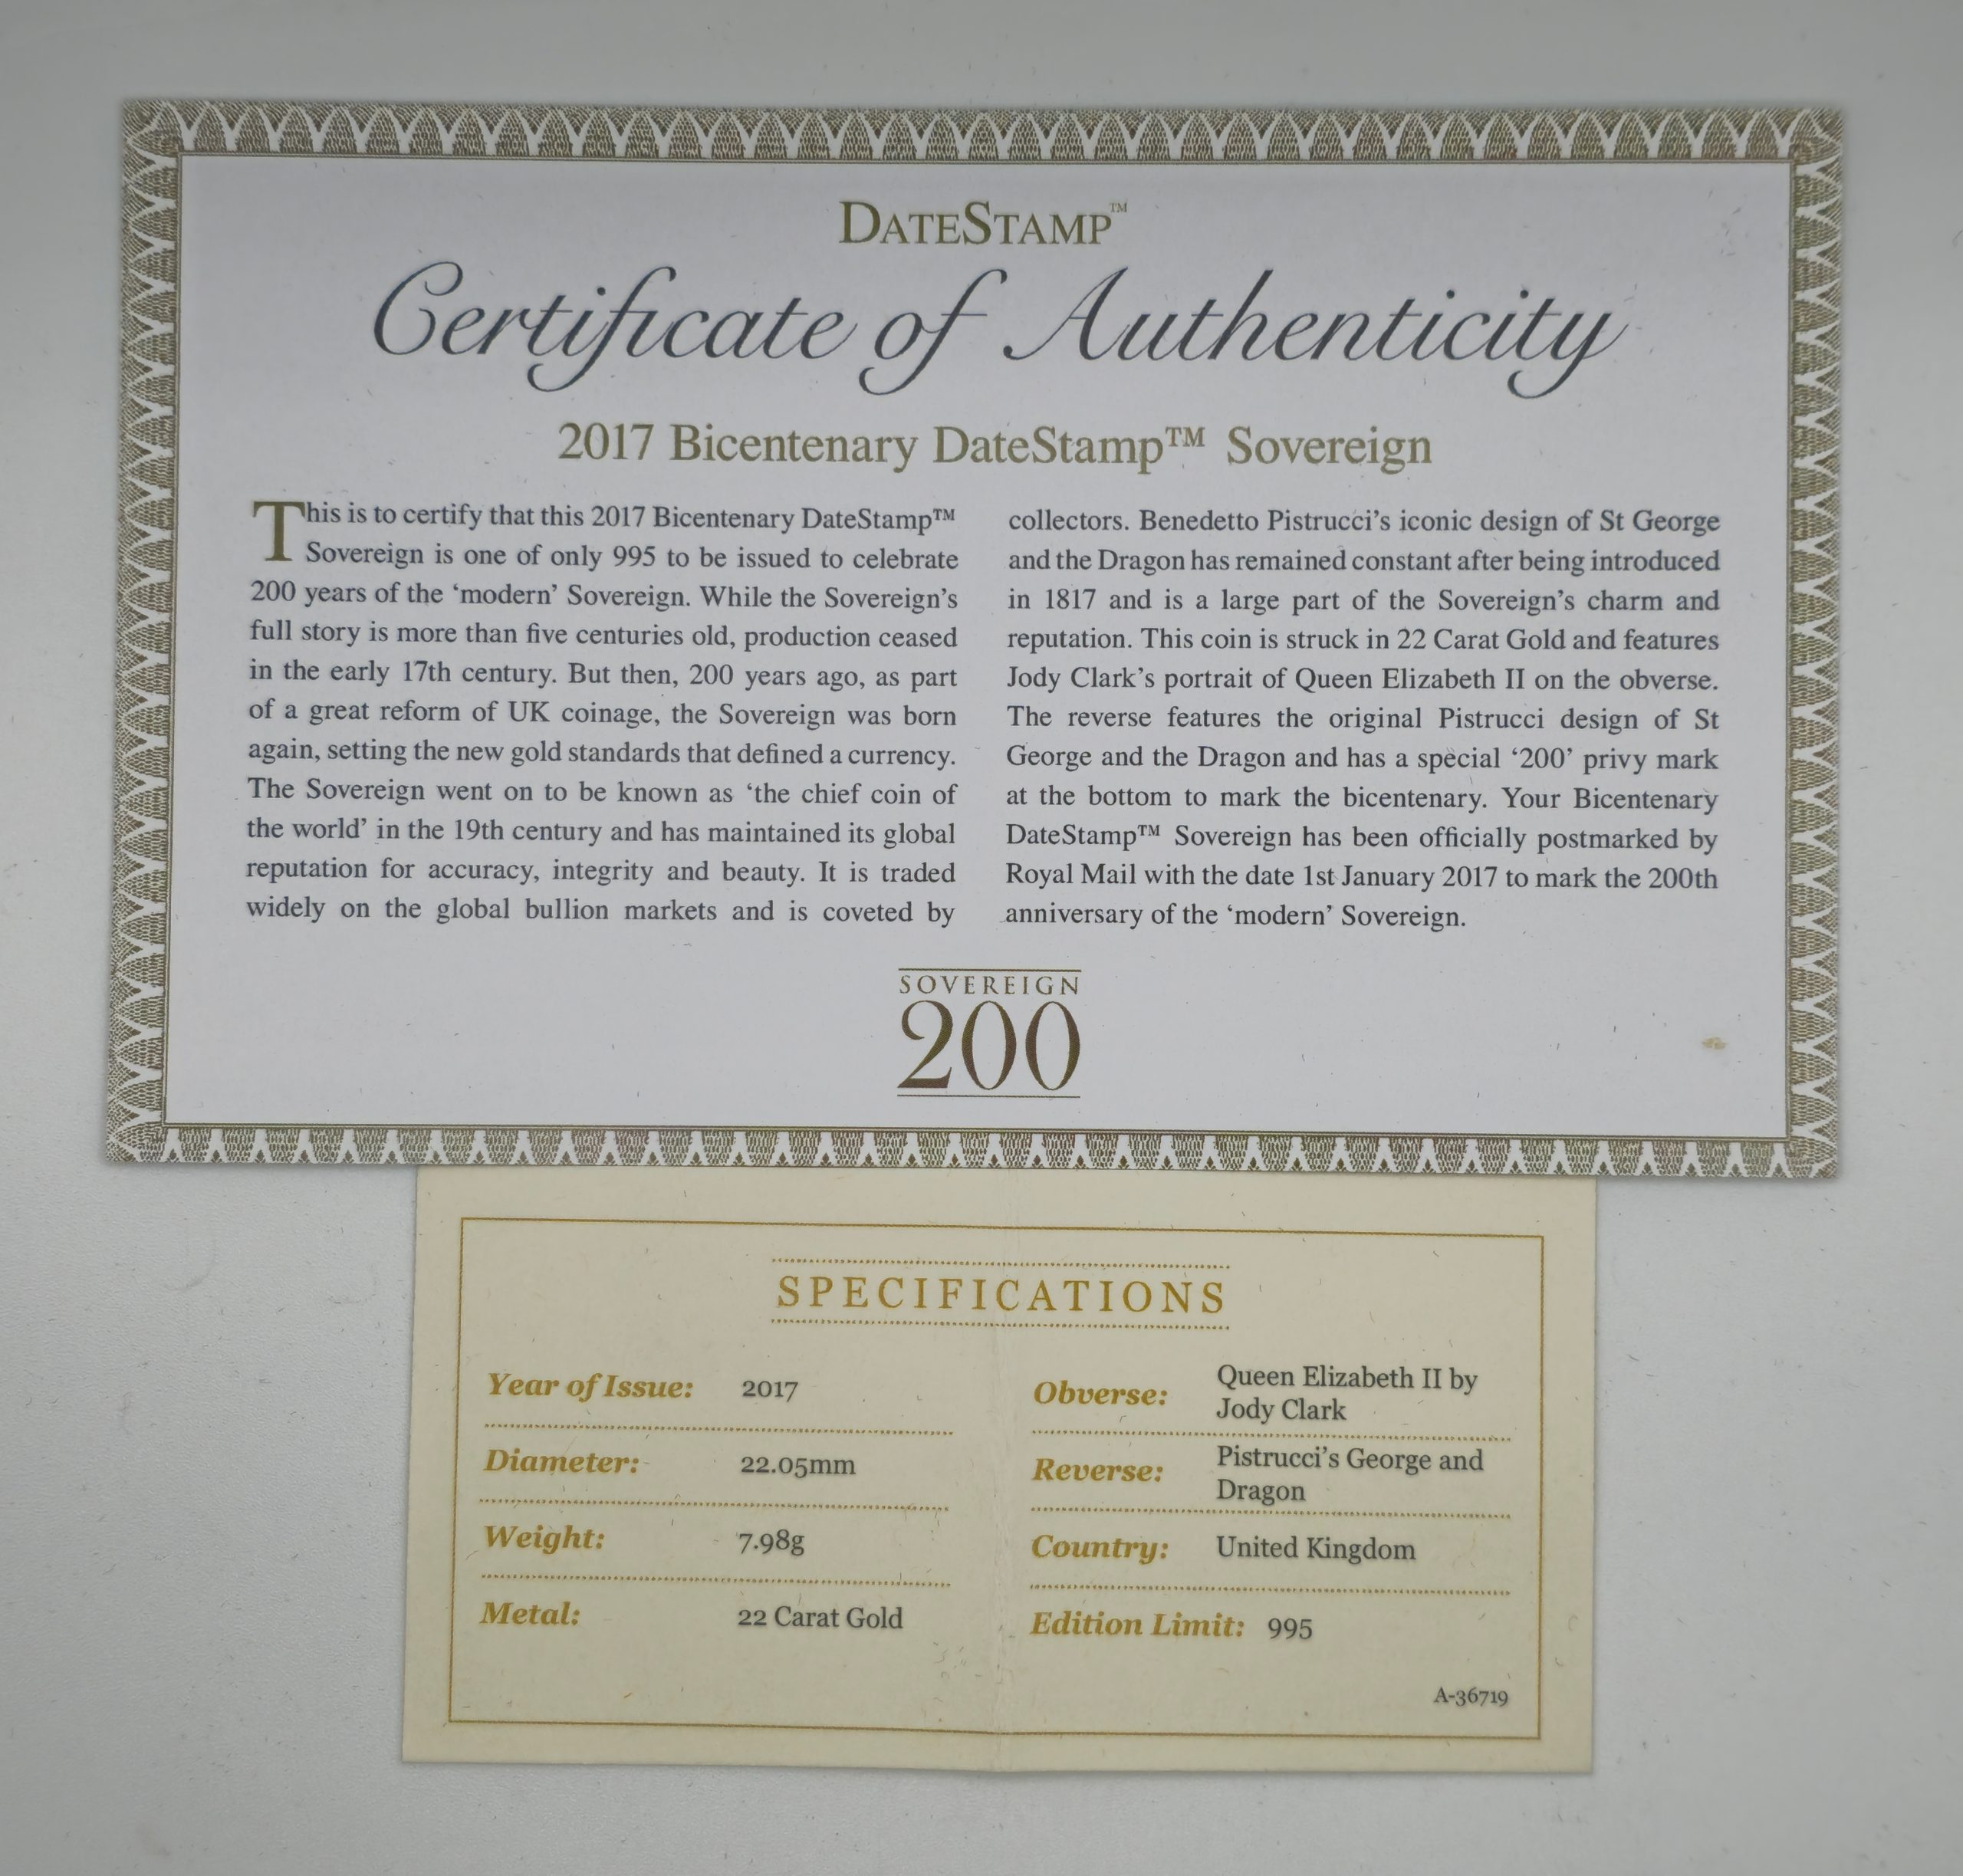 DATESTAMP™
Certificate of Authenticity
2017 Bicentenary DateStamp™ Sovereign
This is to certify that this 2017 Bicentenary DateStamp™
Sovereign is one of only 995 to be issued to celebrate
200 years of the ‘modern’ Sovereign. While the Sovereign’s
full story is more than five centuries old, production ceased
in the early 17th century. But then, 200 years ago, as part
of a great reform of UK coinage, the Sovereign was born
again, setting the new gold standards that defined a currency.
The Sovereign went on to be known as ‘the chief coin of
the world’ in the 19th century and has maintained its global
reputation for accuracy, integrity and beauty. It is traded
widely on the global bullion markets and is coveted by
collectors. Benedetto Pistrucci’s iconic design of St George
and the Dragon has remained constant after being introduced
in 1817 and is a large part of the Sovereign’s charm and
reputation. This coin is struck in 22 Carat Gold and features
Jody Clark’s portrait of Queen Elizabeth II on the obverse.
The reverse features the original Pistrucci design of St
George and the Dragon and has a special ‘200’ privy mark
at the bottom to mark the bicentenary. Your Bicentenary
DateStamp™ Sovereign has been officially postmarked by
Royal Mail with the date 1st January 2017 to mark the 200th
anniversary of the ‘modern’ Sovereign.
SOVEREIGN
200
SPECIFICATIONS
Year of Issue: 2017
Diameter: 22.05mm
Weight: 7.98g
Metal: 22 Carat Gold
Obverse: Queen Elizabeth II by
Jody Clark
Reverse: Pistrucci’s George and
Dragon
Country: United Kingdom
Edition Limit: 995
A-36719